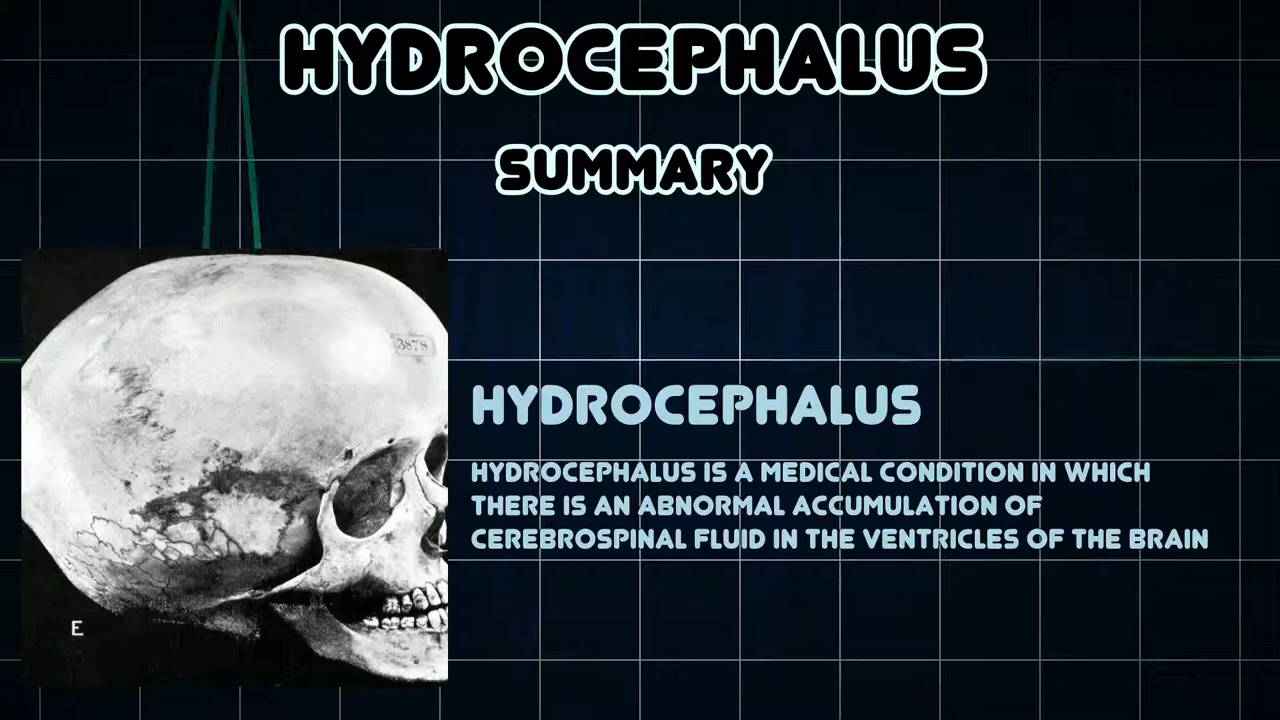 HYDROCEPHALUS
SUMMARY
3878
HYDROCEPHALUS
HYDROCEPHALUS IS A MEDICAL CONDITION IN WHICH
THERE IS AN ABNORMAL ACCUMULATION OF
CEREBROSPINAL FLUID IN THE VENTRICLES OF THE BRAIN
E